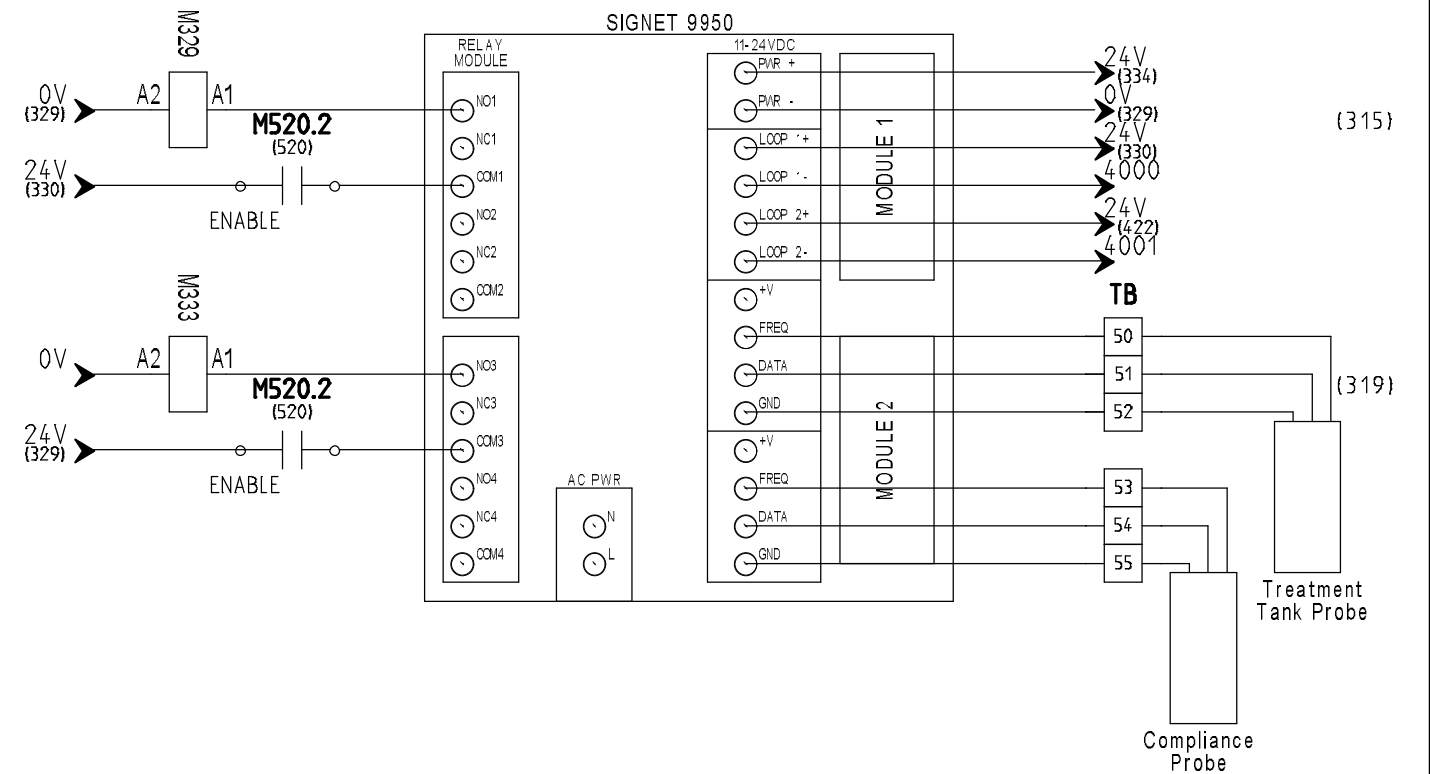 SIGNET 9950
M329
0V
(329)
A2
A1
M520.2
(520)
24V
(330)
ENABLE
M333
0V
A2
A1
M520.2
(520)
24V
(329)
ENABLE
RELAY
MODULE
NO1
NC1
COM1
NO2
NC2
COM2
NO3
NC3
COM3
NO4
NC4
COM4
AC PWR
N
L
11-24VDC
PWR +
PWR -
LOOP 1+
LOOP 1-
LOOP 2+
LOOP 2-
+V
FREQ
DATA
GND
+V
FREQ
DATA
GND
MODULE 1
MODULE 2
24V
(334)
0V
(329)
24V
(330)
4000
24V
(422)
4001
TB
50
51
52
53
54
55
(315)
(319)
Treatment
Tank Probe
Compliance
Probe